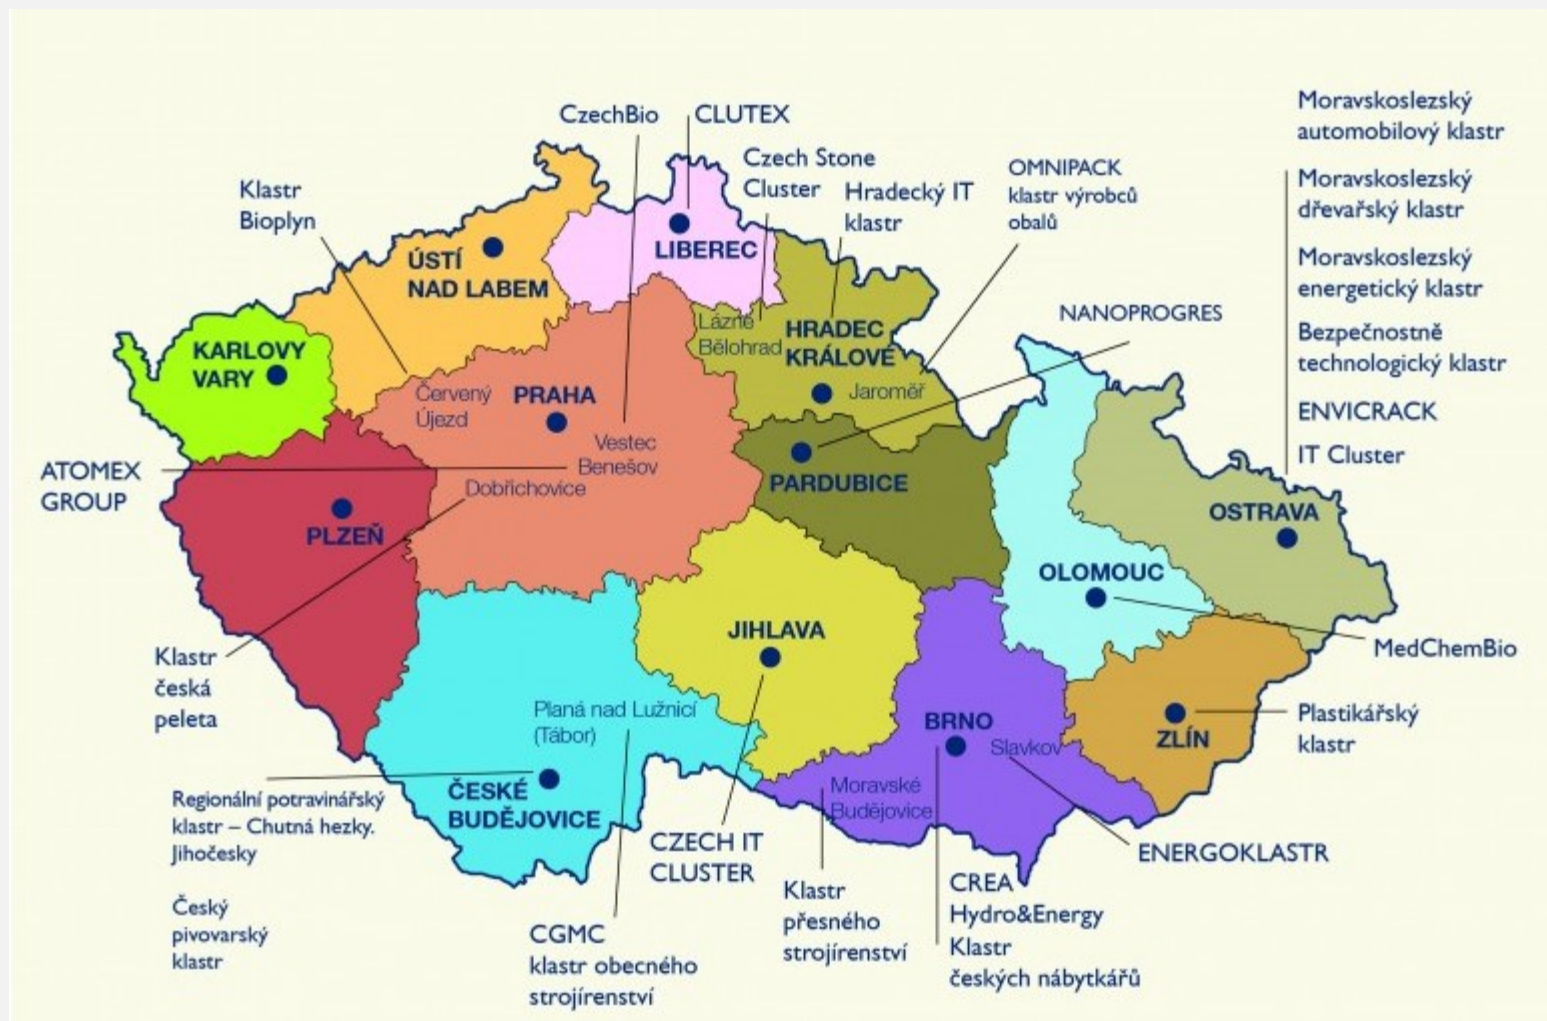 CzechBio
CLUTEX
Moravskoslezský
automobilový klastr
Czech Stone
Cluster
Hradecký IT
klastr
OMNIPACK
klastr výrobců
obalů
Moravskoslezský
dřevařský klastr
Klastr
Bioplyn
ÚSTÍ
NAD LABEM
LIBEREC
Moravskoslezský
energetický klastr
NANOPROGRES
Lázně
Bělohrad
HRADEC
KRÁLOVÉ
Bezpečnostně
technologický klastr
KARLOVY
VARY
Červený
Újezd
PRAHA
Jaroměř
ENVICRACK
IT Cluster
Vestec
Benešov
Dobřichovice
ATOMEX
GROUP
PARDUBICE
PLZEŇ
OSTRAVA
OLOMOUC
JIHLAVA
MedChemBio
Klastr
česká
peleta
Planá nad Lužnicí
(Tábor)
BRNO
Slavkov
ZLÍN
Plastikářský
klastr
ČESKÉ
BUDĚJOVICE
Moravské
Budějovice
Regionální potravinářský
klastr – Chutná hezky.
Jihočesky
CZECH IT
CLUSTER
ENERGOKLASTR
Klastr
přesného
strojírenství
CREA
Hydro&Energy
Klastr
českých nábytkářů
Český
pivovarský
klastr
CGMC
klastr obecného
strojírenství